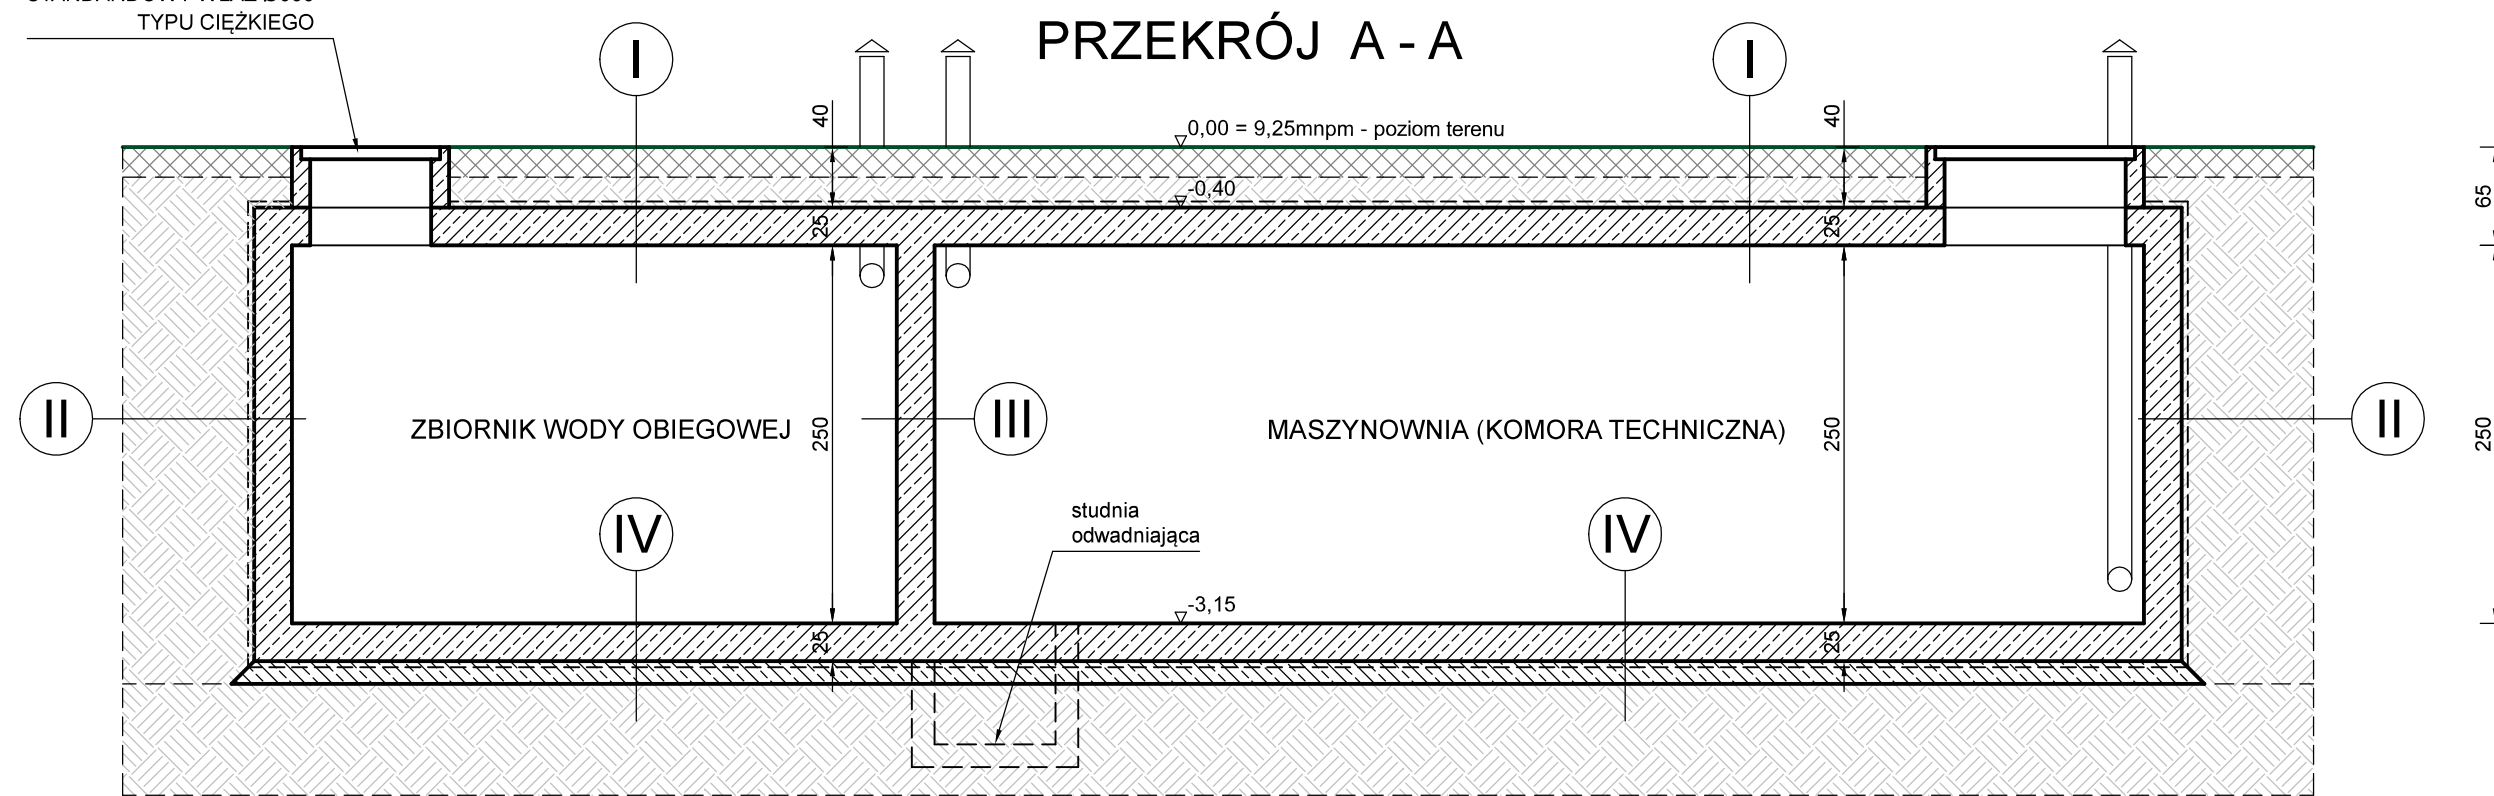 TYPU CIĘŻKIEGO
PRZEKRÓJ A - A
I
I
40
40
0,00 = 9,25mnpm - poziom terenu
-0,40
25
25
65
II
ZBIORNIK WODY OBIEGOWEJ
250
III
MASZYNOWNIA (KOMORA TECHNICZNA)
250
II
250
IV
studnia
odwadniająca
IV
-3,15
25
25